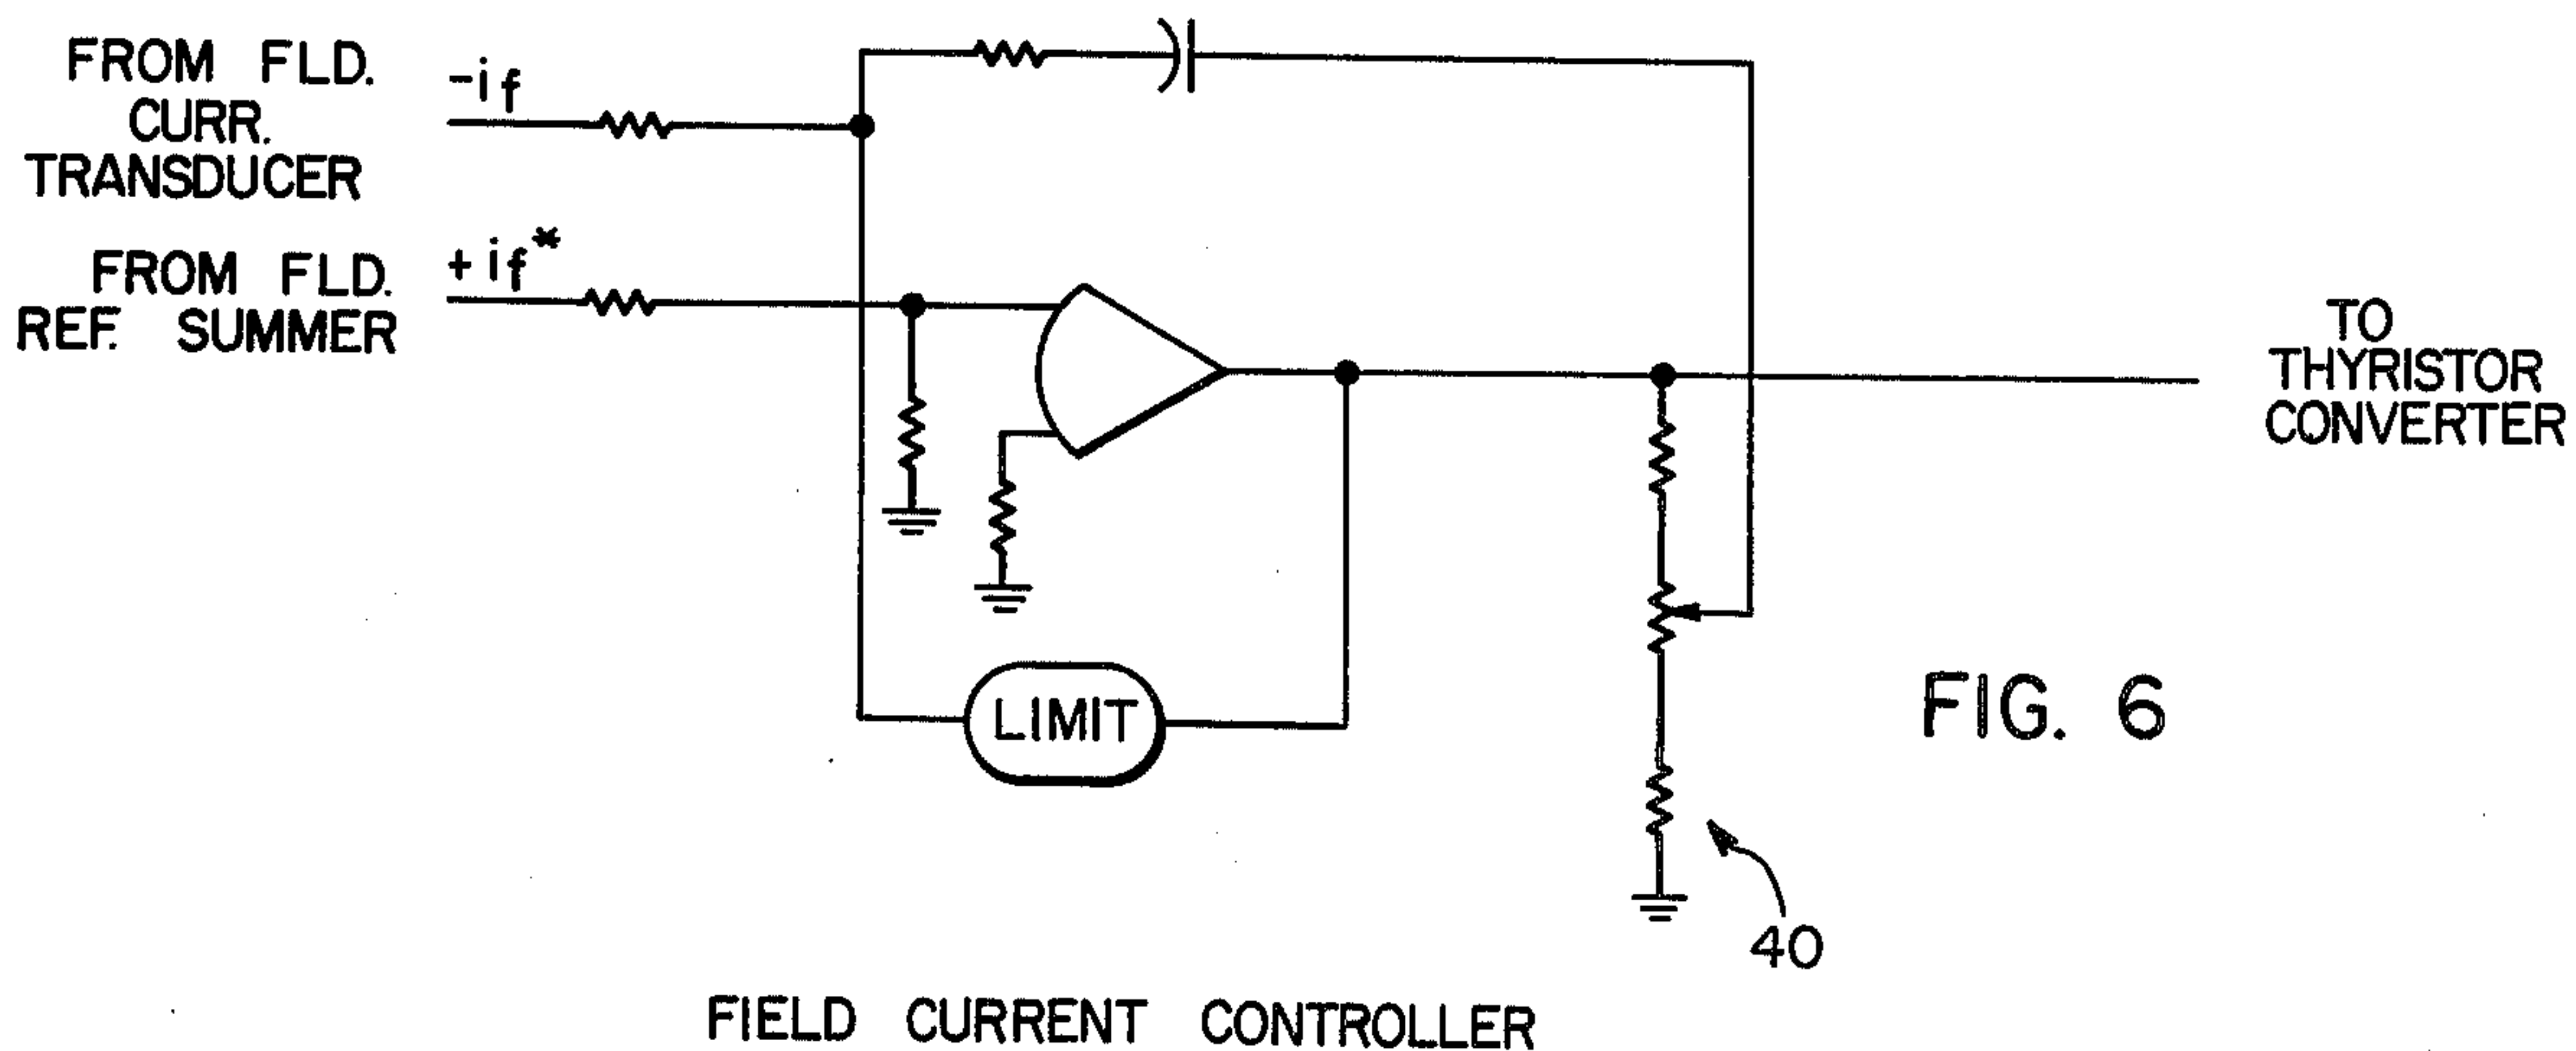 FROM FLD.
CURR.
TRANSDUCER
-if
FROM FLD.
REF. SUMMER
+if*
TO
THYRISTOR
CONVERTER
LIMIT
FIG. 6
40
FIELD CURRENT CONTROLLER